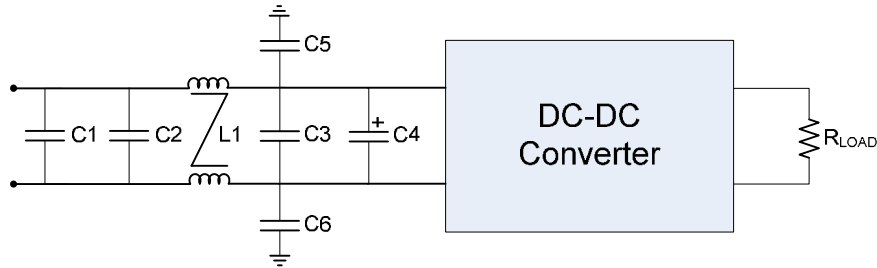 C5
C1
C2
L1
C3
+
C4
DC-DC
Converter
RLOAD
C6